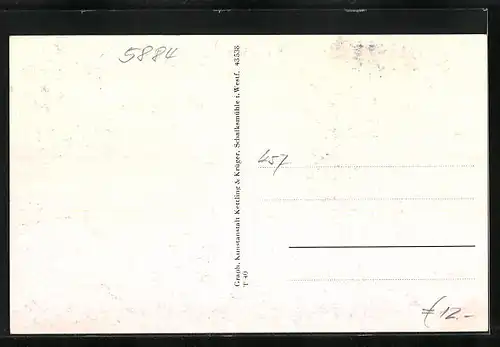 5884
Graph. Kunstanstalt Kettling & Krüger, Schalksmühle i. Westf. 43538
T 49
457
€ 12.-